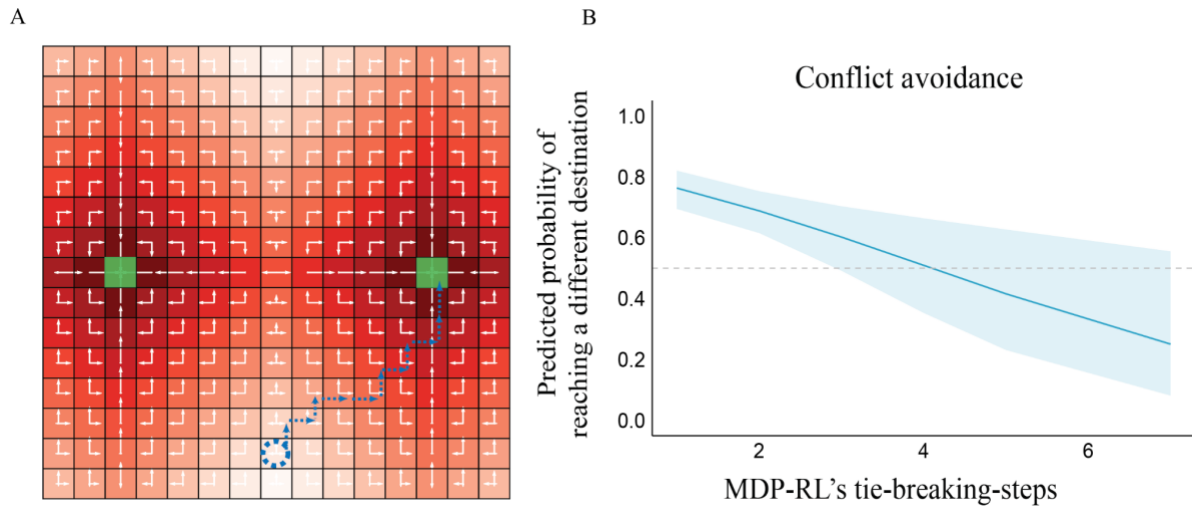 A
B
Conflict avoidance
Predicted probability of
reaching a different destination
1.0
0.8
0.6
0.4
0.2
0.0
2
4
6
MDP-RL's tie-breaking-steps